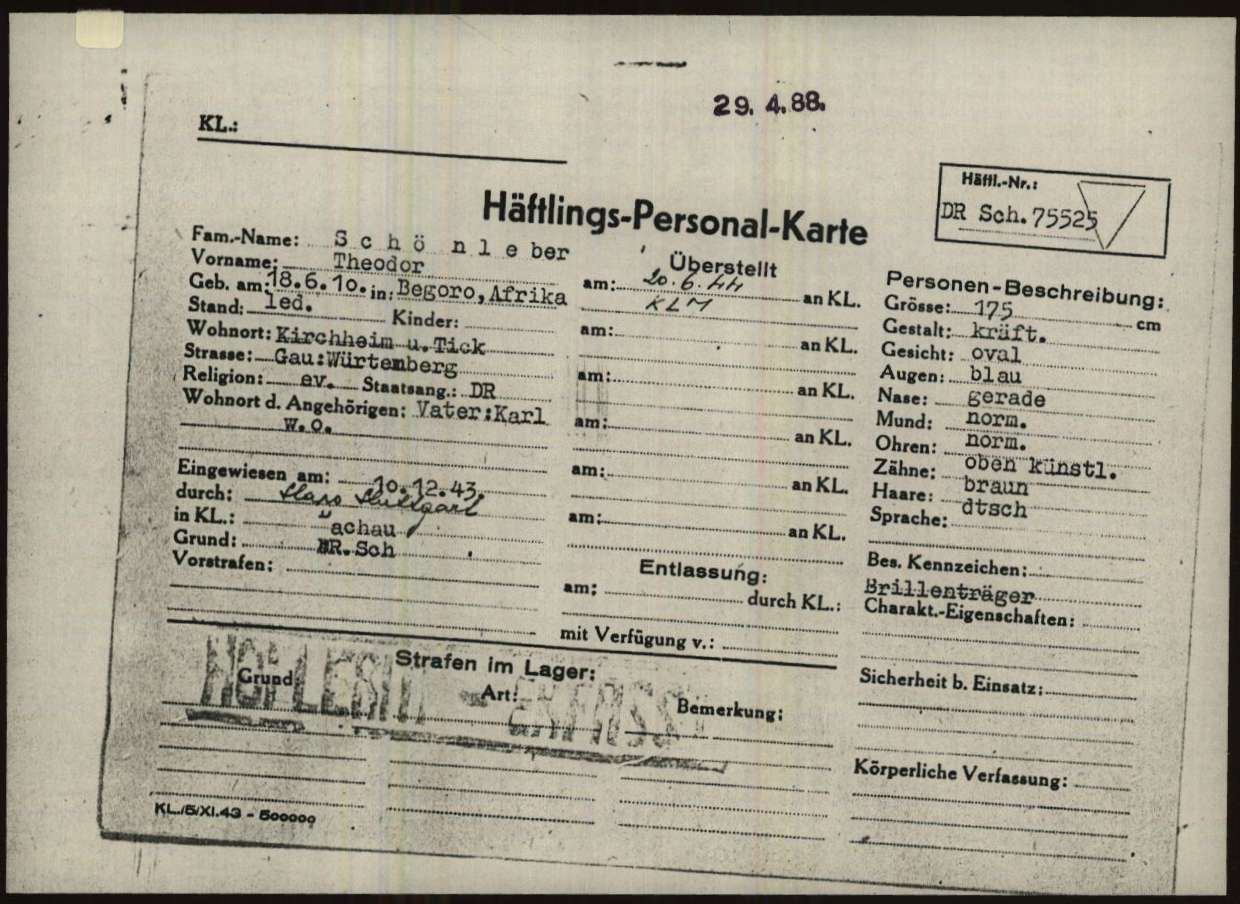 29. 4. 88.
KL.:
Häftl.-Nr.:
DR Sch. 75525
Häftlings-Personal-Karte
Fam.-Name: Schönleber
Vorname: Theodor
Geb. am: 18.6.10. in: Begoro, Afrika
Stand: led. Kinder:
Wohnort: Kirchheim u. Tick
Strasse: Gau: Würtemberg
Religion: ev. Staatsang.: DR
Wohnort d. Angehörigen: Vater: Karl
w.o.
Eingewiesen am: 10.12.43.
durch: Stapo Stuttgart
in KL.: achau
Grund: DR.Sch
Vorstrafen:
Überstellt
am: 20.6.44 an KL.
KLM
am: an KL.
am: an KL.
am: an KL.
am: an KL.
am: an KL.
Entlassung:
am: durch KL.:
mit Verfügung v.:
Personen-Beschreibung:
Grösse: 175 cm
Gestalt: kräft.
Gesicht: oval
Augen: blau
Nase: gerade
Mund: norm.
Ohren: norm.
Zähne: oben künstl.
Haare: braun
Sprache: dtsch
Bes. Kennzeichen:
Brillenträger
Charakt.-Eigenschaften:
Sicherheit b. Einsatz:
Körperliche Verfassung:
Strafen im Lager:
Grund: Art: Bemerkung:
KL./5/XI.43 - 500000